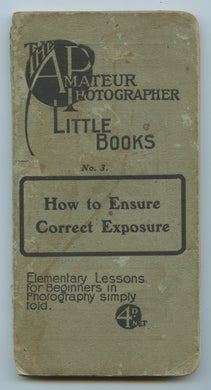 THE
AMATEUR
PHOTOGRAPHER
LITTLE
BOOKS
No. 3.
How to Ensure
Correct Exposure
Elementary Lessons
for Beginners in
Photography simply
told.
4D
NET